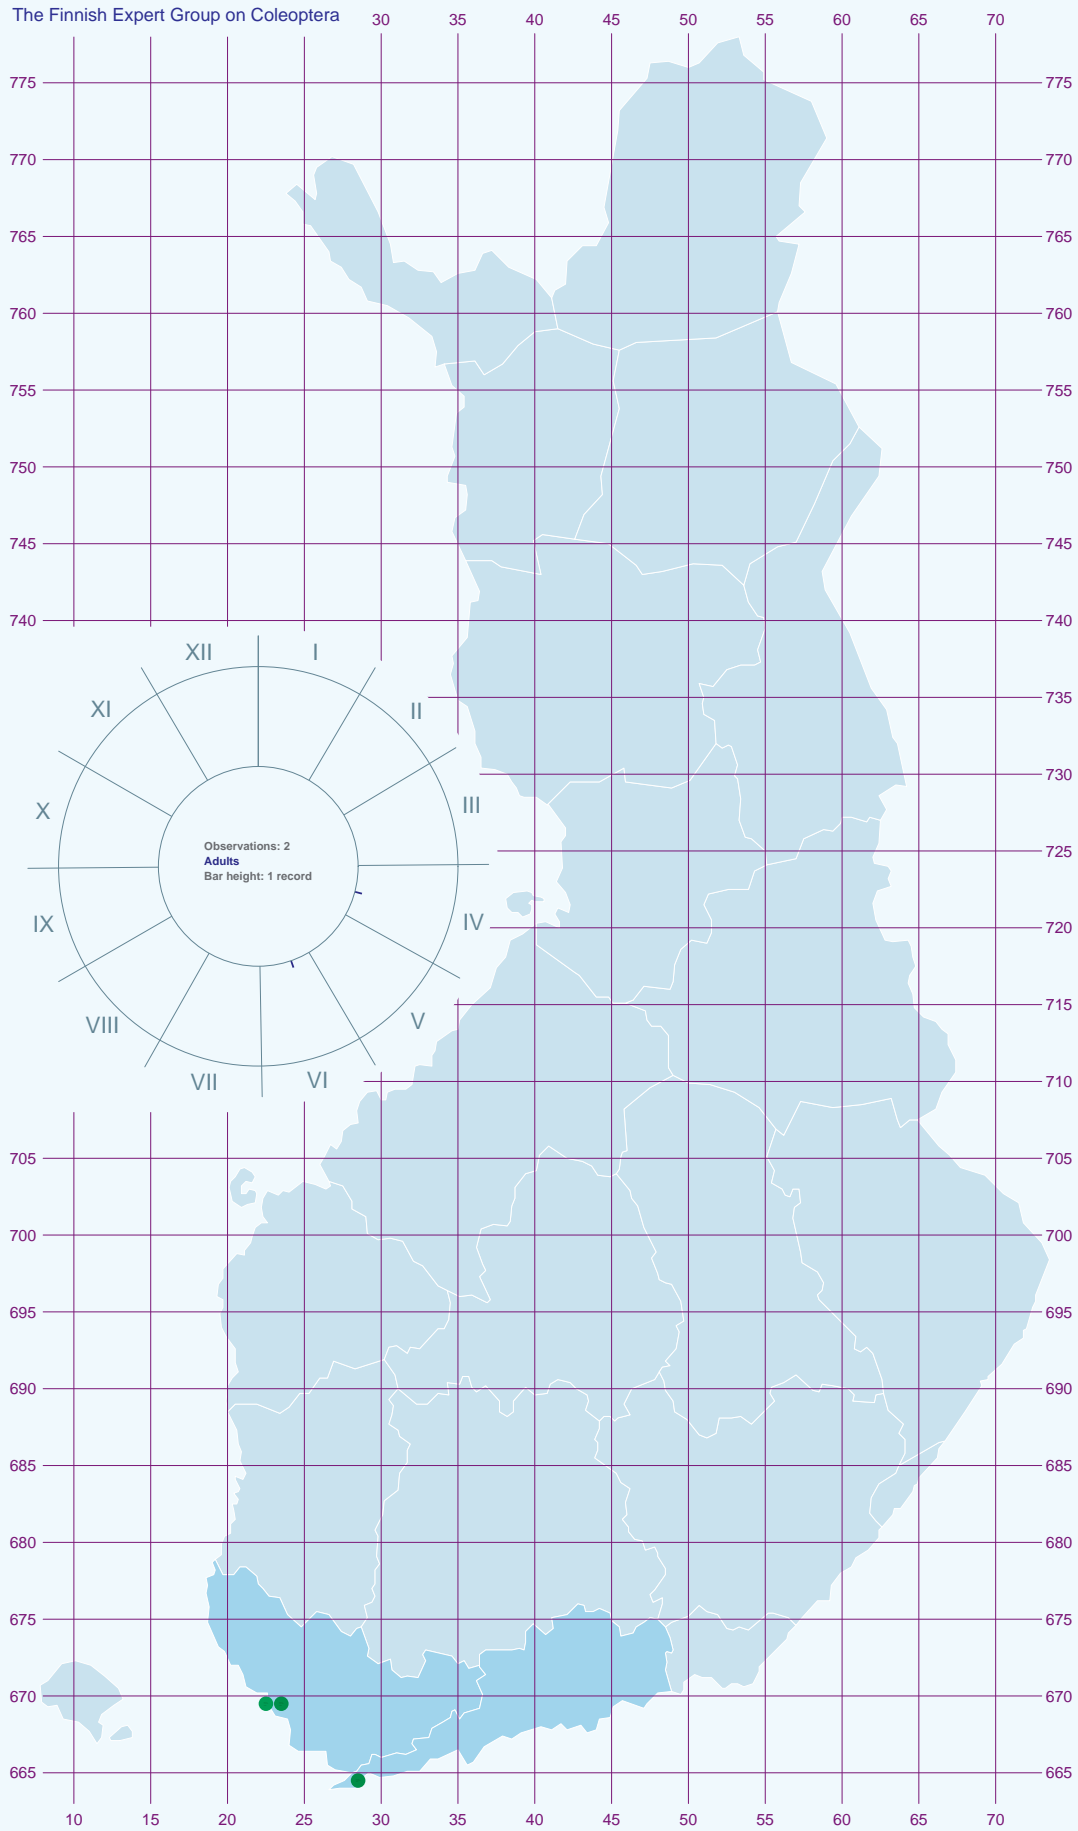 The Finnish Expert Group on Coleoptera
30 40 50 60 70
35 45 55 65
775 775
770 770
765 765
760 760
755 755
750 750
745 745
740 740
XII I
XI II
735
730
X III
Observations: 2
Adults
Bar height: 1 record
725
IX IV 720
VIII V
715
VII VI 710
705 705
700 700
695 695
690 690
685 685
680 680
675 675
670 670
665 665
10 15 20 25 30 35 40 45 50 55 60 65 70